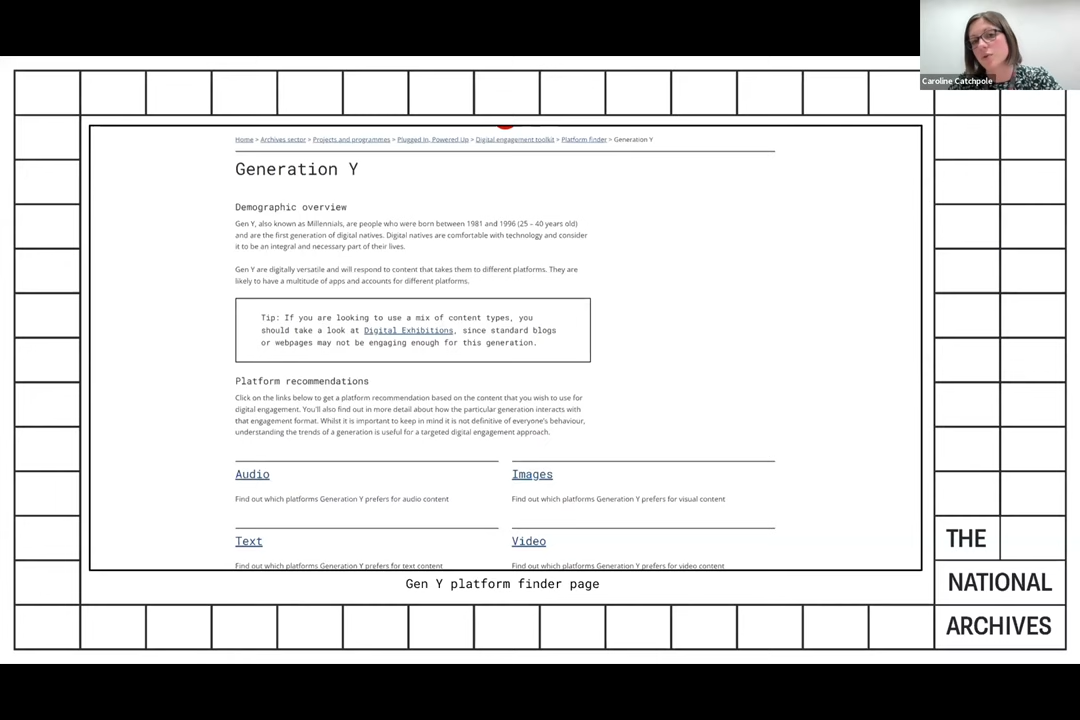 Caroline Catchpole
Home > Archives sector > Projects and programmes > Plugged In, Powered Up > Digital engagement toolkit > Platform finder > Generation Y
Generation Y
Demographic overview
Gen Y, also known as Millennials, are people who were born between 1981 and 1996 (25 – 40 years old)
and are the first generation of digital natives. Digital natives are comfortable with technology and consider
it to be an integral and necessary part of their lives.
Gen Y are digitally versatile and will respond to content that takes them to different platforms. They are
likely to have a multitude of apps and accounts for different platforms.
Tip: If you are looking to use a mix of content types, you
should take a look at Digital Exhibitions, since standard blogs
or webpages may not be engaging enough for this generation.
Platform recommendations
Click on the links below to get a platform recommendation based on the content that you wish to use for
digital engagement. You'll also find out in more detail about how the particular generation interacts with
that engagement format. Whilst it is important to keep in mind it is not definitive of everyone's behaviour,
understanding the trends of a generation is useful for a targeted digital engagement approach.
Audio
Find out which platforms Generation Y prefers for audio content
Images
Find out which platforms Generation Y prefers for visual content
Text
Find out which platforms Generation Y prefers for text content
Video
Find out which platforms Generation Y prefers for video content
Gen Y platform finder page
THE
NATIONAL
ARCHIVES